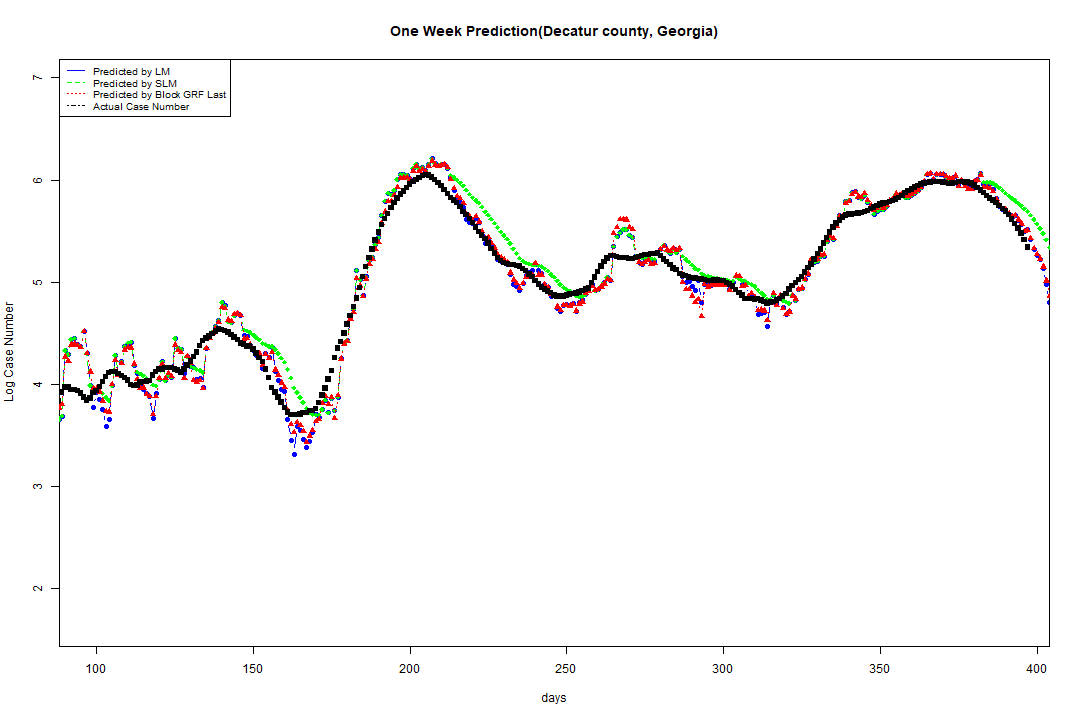 One Week Prediction(Decatur county, Georgia)
Predicted by LM
Predicted by SLM
Predicted by Block GRF Last
Actual Case Number
7
6
5
4
3
2
Log Case Number
100 150 200 250 300 350 400
days